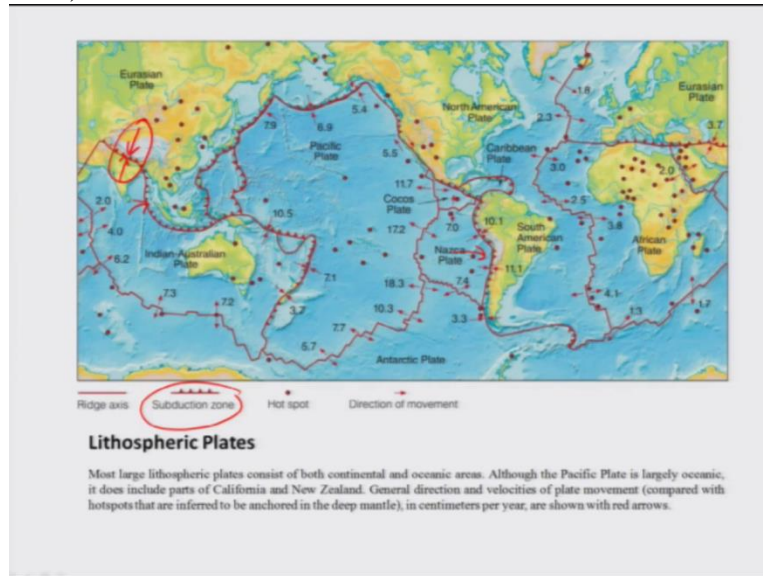 Eurasian
Plate
North American
Plate
Eurasian
Plate
5.4
1.8
2.3
3.7
7.9
6.9
Pacific
Plate
5.5
Caribbean
Plate
3.0
2.0
11.7
Cocos
Plate
2.0
10.5
17.2
7.0
10.1
2.5
South
American
Plate
3.8
African
Plate
4.0
6.2
Indian-Australian
Plate
Nazca
Plate
11.1
7.1
18.3
7.4
4.1
7.3
7.2
3.7
10.3
3.3
1.3
1.7
7.7
5.7
Antarctic Plate
Ridge axis
Subduction zone
Hot spot
Direction of movement
Lithospheric Plates
Most large lithospheric plates consist of both continental and oceanic areas. Although the Pacific Plate is largely oceanic,
it does include parts of California and New Zealand. General direction and velocities of plate movement (compared with
hotspots that are inferred to be anchored in the deep mantle), in centimeters per year, are shown with red arrows.